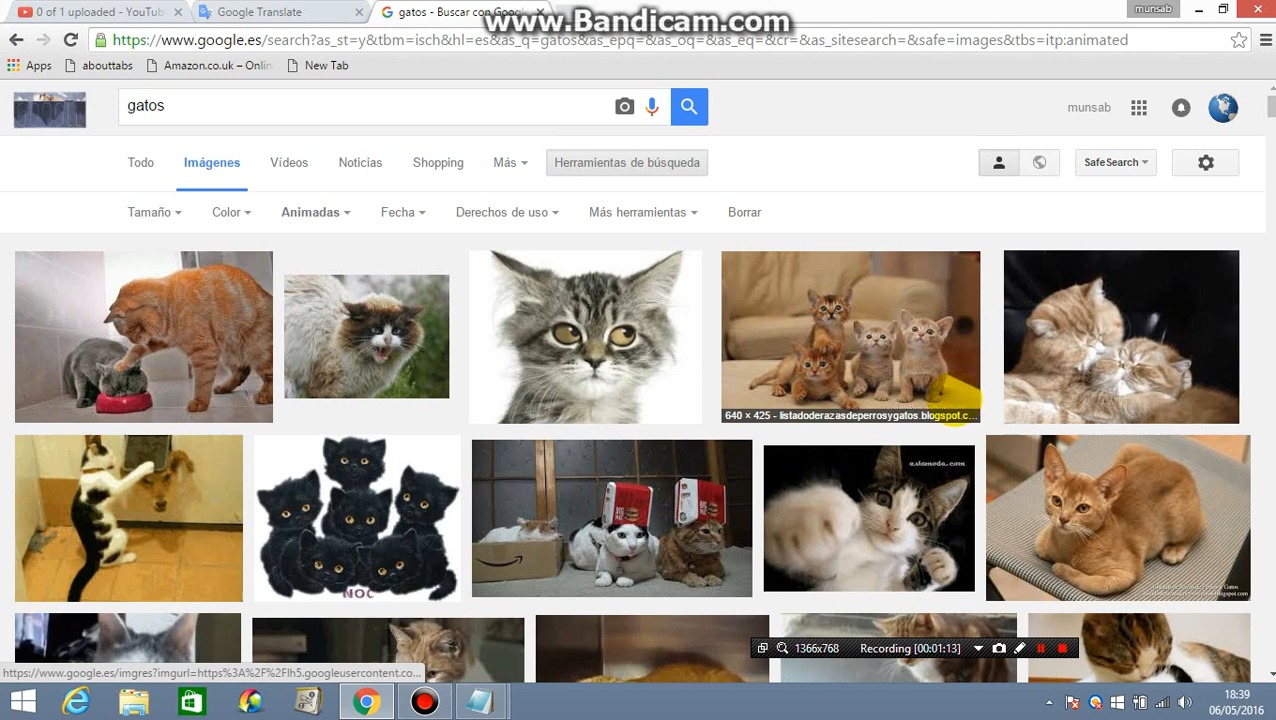 www.Bandicam.com
0 of 1 uploaded - YouTub
Google Translate
gatos - Buscar con Goog
munsab
https://www.google.es/search?as_st=y&tbm=isch&hl=es&as_q=gatos&as_epq=&as_oq=&as_eq=&cr=&as_sitesearch=&safe=images&tbs=itp:animated
Apps
abouttabs
Amazon.co.uk – Onlin
New Tab
gatos
munsab
Todo
Imágenes
Vídeos
Noticias
Shopping
Más
Herramientas de búsqueda
SafeSearch
Tamaño
Color
Animadas
Fecha
Derechos de uso
Más herramientas
Borrar
640 × 425 - listadoderazasdeperrosygatos.blogspot.c...
asiamoda.com
NOC
1366x768
Recording [00:01:13]
https://www.google.es/imgres?imgurl=https%3A%2F%2Flh5.googleusercontent.co...
18:39
06/05/2016